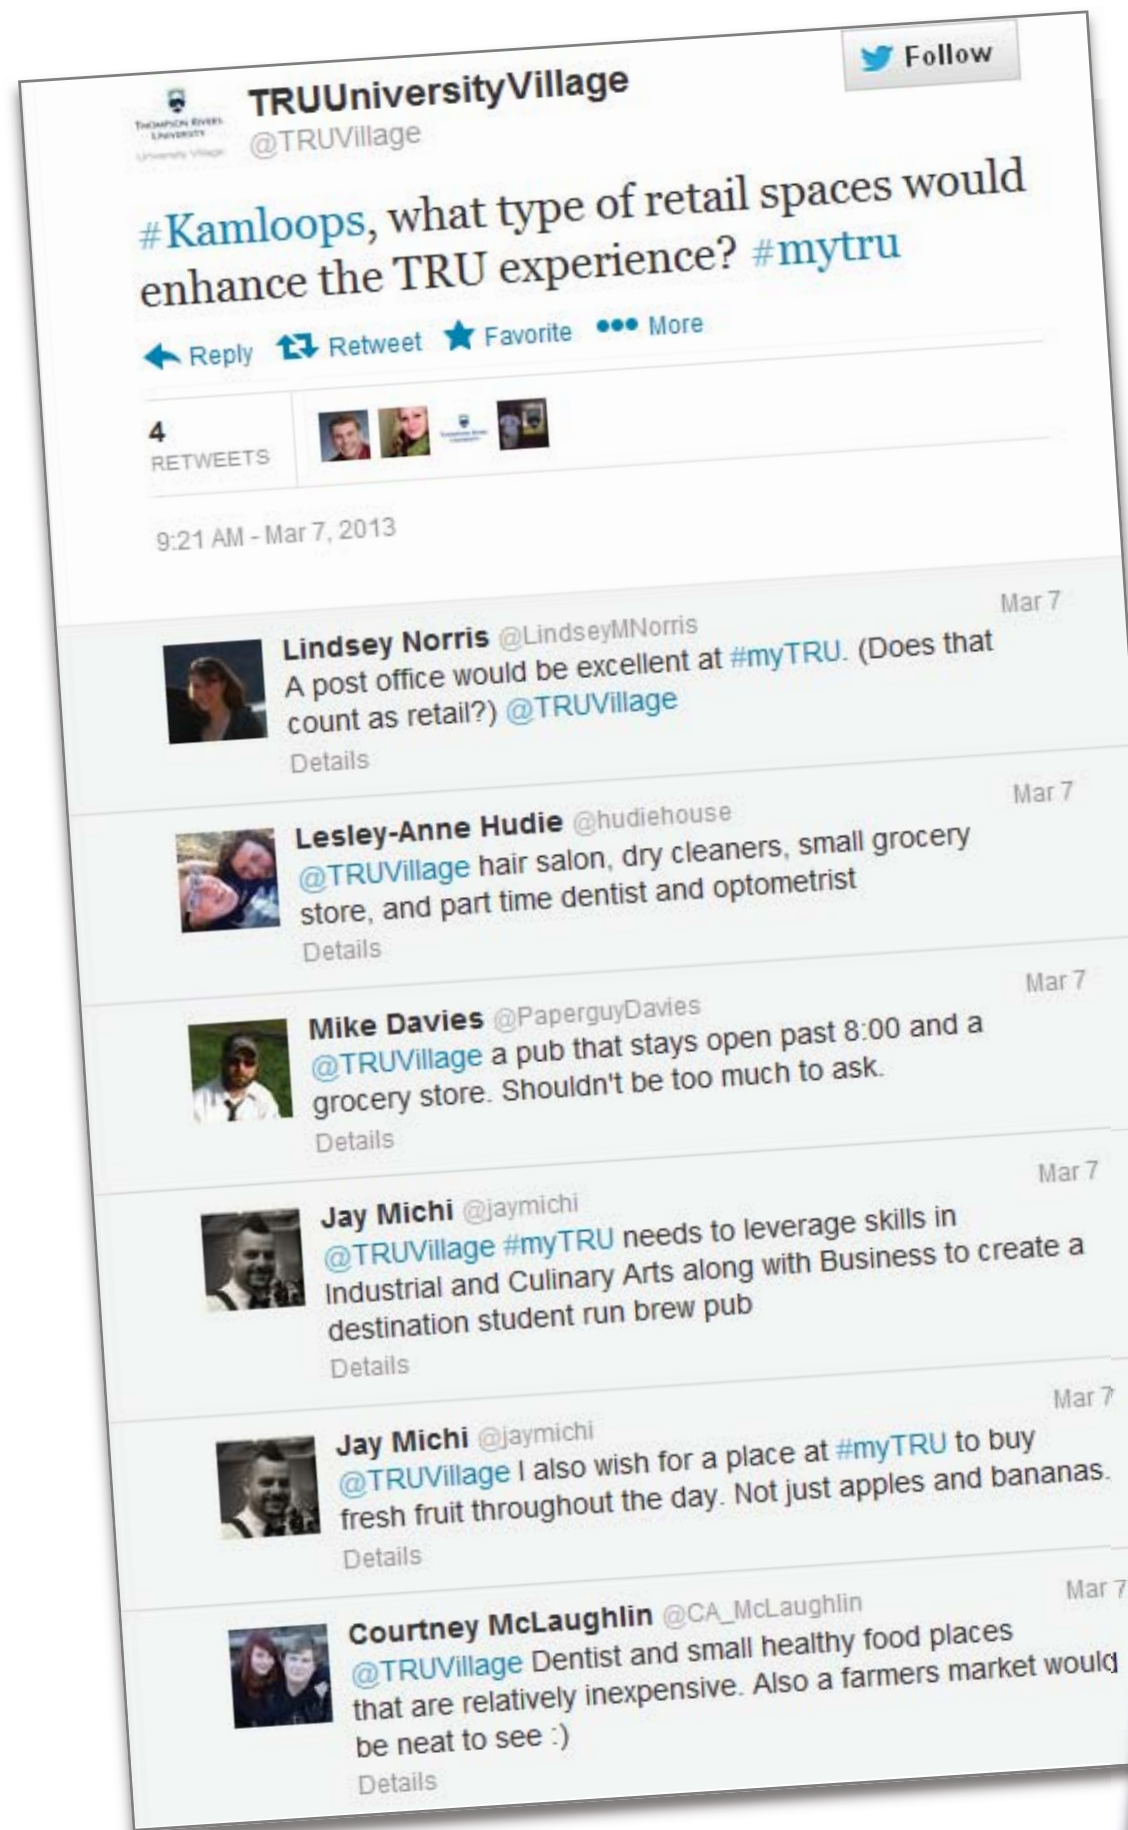 THOMPSON RIVERS
UNIVERSITY
University Village
TRUUniversityVillage
@TRUVillage
Follow
#Kamloops, what type of retail spaces would
enhance the TRU experience? #mytru
Reply Retweet Favorite More
4
RETWEETS
9:21 AM - Mar 7, 2013
Lindsey Norris @LindseyMNorris Mar 7
A post office would be excellent at #myTRU. (Does that
count as retail?) @TRUVillage
Details
Lesley-Anne Hudie @hudiehouse Mar 7
@TRUVillage hair salon, dry cleaners, small grocery
store, and part time dentist and optometrist
Details
Mike Davies @PaperguyDavies Mar 7
@TRUVillage a pub that stays open past 8:00 and a
grocery store. Shouldn't be too much to ask.
Details
Jay Michi @jaymichi Mar 7
@TRUVillage #myTRU needs to leverage skills in
Industrial and Culinary Arts along with Business to create a
destination student run brew pub
Details
Jay Michi @jaymichi Mar 7
@TRUVillage I also wish for a place at #myTRU to buy
fresh fruit throughout the day. Not just apples and bananas.
Details
Courtney McLaughlin @CA_McLaughlin Mar 7
@TRUVillage Dentist and small healthy food places
that are relatively inexpensive. Also a farmers market would
be neat to see :)
Details